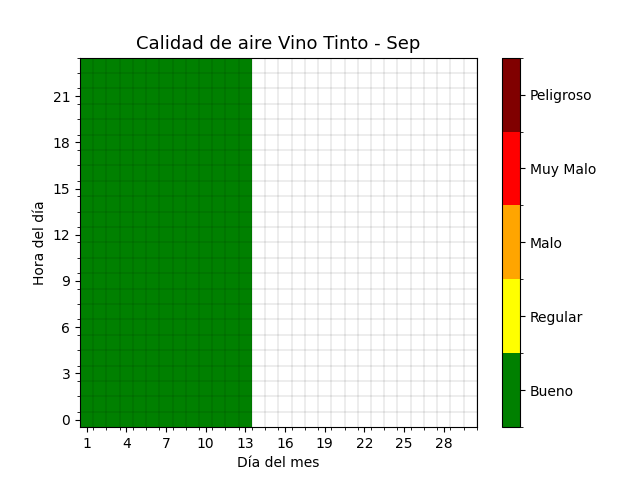 Calidad de aire Vino Tinto - Sep
Hora del día
21
18
15
12
9
6
3
0
1 4 7 10 13 16 19 22 25 28
Día del mes
Peligroso
Muy Malo
Malo
Regular
Bueno